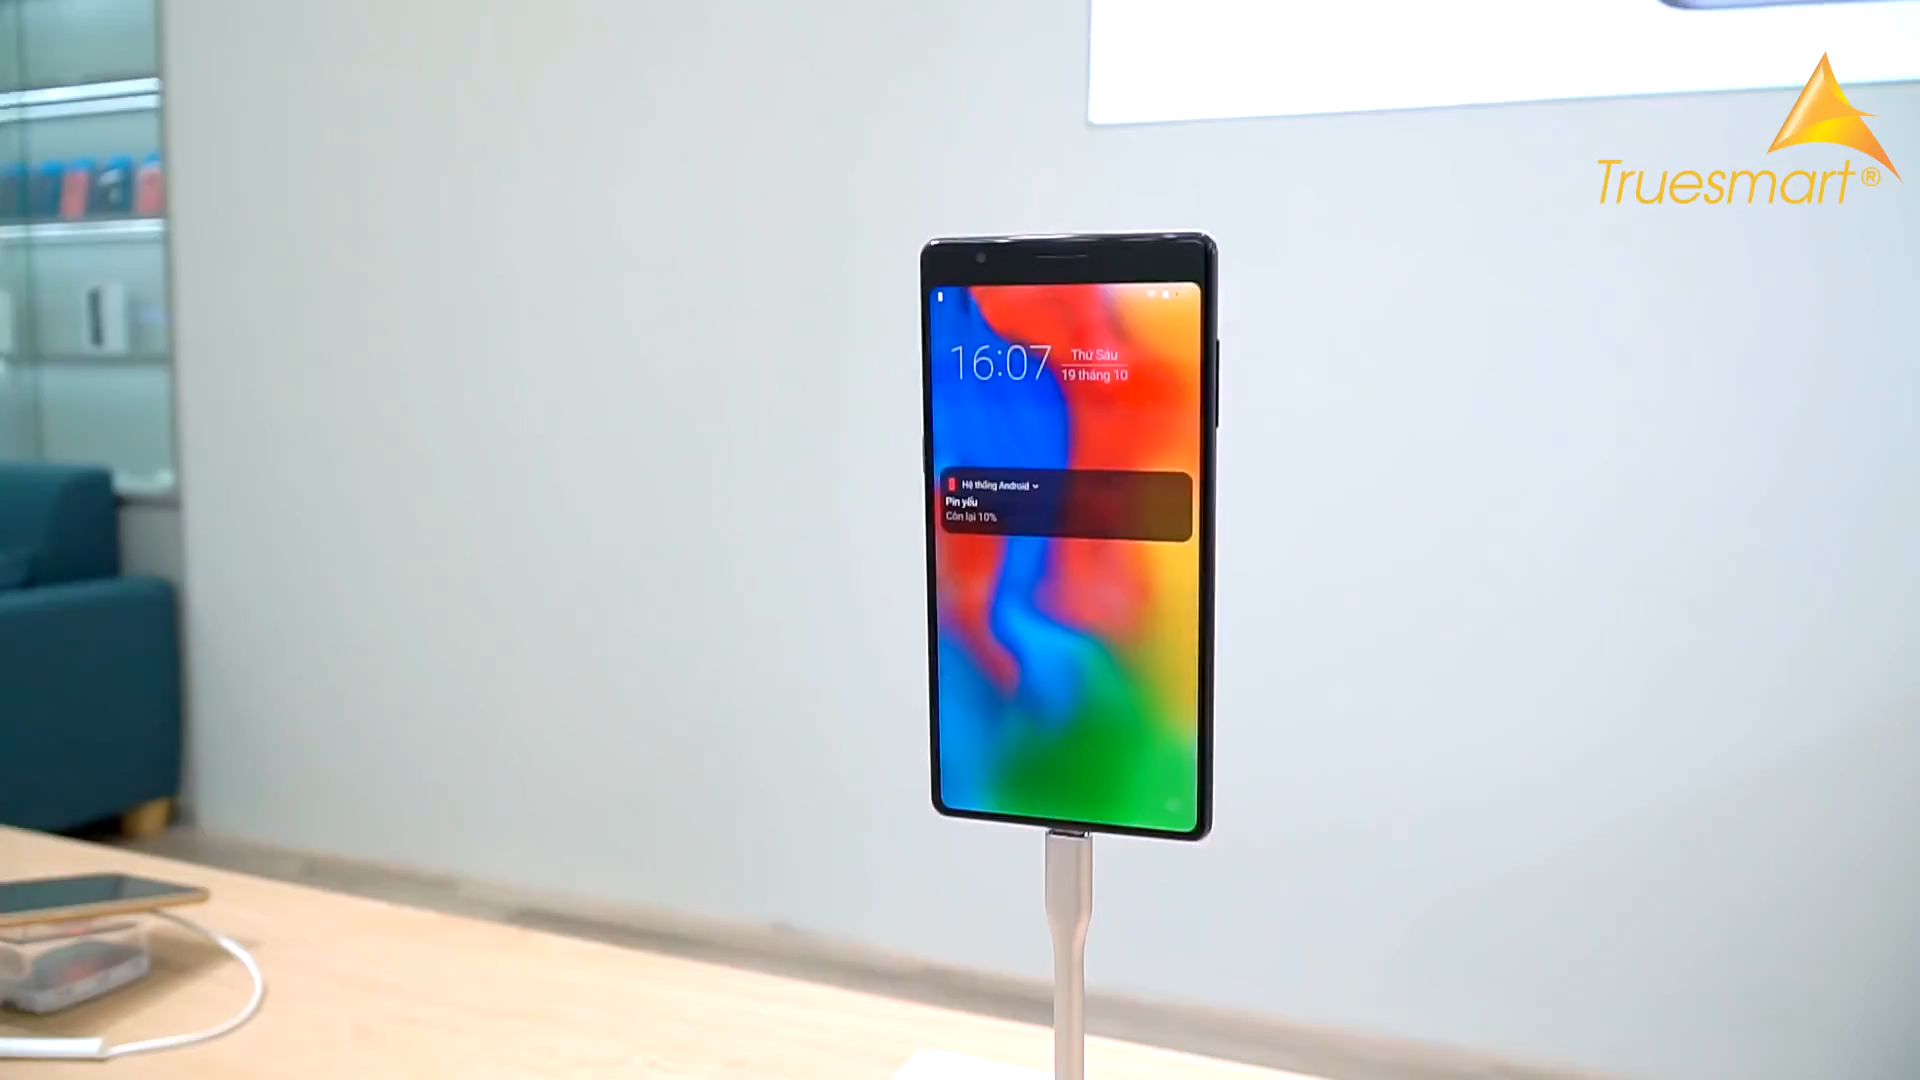 Truesmart®
16:07
Thứ Sáu
19 tháng 10
Hệ thống Android
Pin yếu
Còn lại 10%